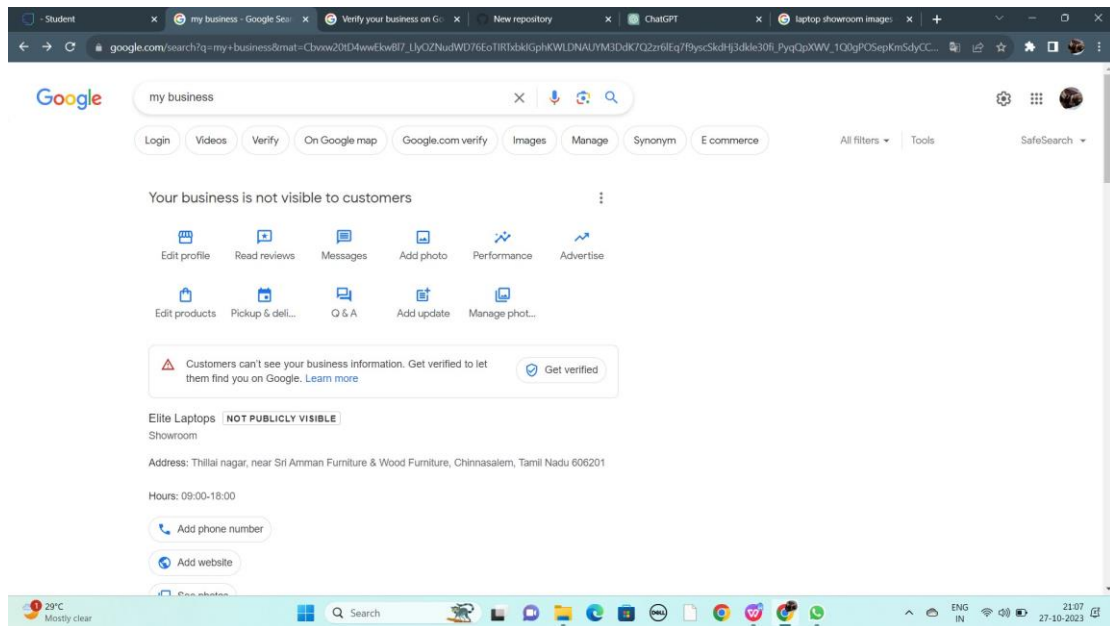 - Student
my business - Google Sear
Verify your business on Go
New repository
ChatGPT
laptop showroom images
Google
my business
Login Videos Verify On Google map Google.com verify Images Manage Synonym E commerce All filters Tools SafeSearch
Your business is not visible to customers
Edit profile Read reviews Messages Add photo Performance Advertise
Edit products Pickup & deli... Q & A Add update Manage phot...
Customers can't see your business information. Get verified to let
them find you on Google. Learn more
Get verified
Elite Laptops NOT PUBLICLY VISIBLE
Showroom
Address: Thillai nagar, near Sri Amman Furniture & Wood Furniture, Chinnasalem, Tamil Nadu 606201
Hours: 09:00-18:00
Add phone number
Add website
See photos
1
29°C
Mostly clear
Search
DELL
ENG
IN
21:07
27-10-2023